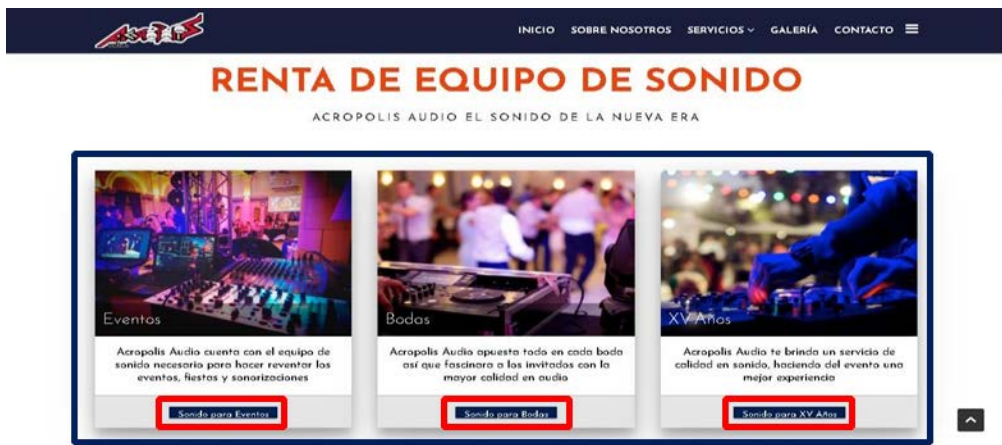 INICIO SOBRE NOSOTROS SERVICIOS GALERÍA CONTACTO
RENTA DE EQUIPO DE SONIDO
ACROPOLIS AUDIO EL SONIDO DE LA NUEVA ERA
Eventos
Acropolis Audio cuenta con el equipo de
sonido necesario para hacer reventar los
eventos, fiestas y sonorizaciones
Sonido para Eventos
Bodas
Acropolis Audio apuesta todo en cada boda
así que fascinara a los invitados con la
mayor calidad en audio
Sonido para Bodas
XV Años
Acropolis Audio te brinda un servicio de
calidad en sonido, haciendo del evento una
mejor experiencia
Sonido para XV Años